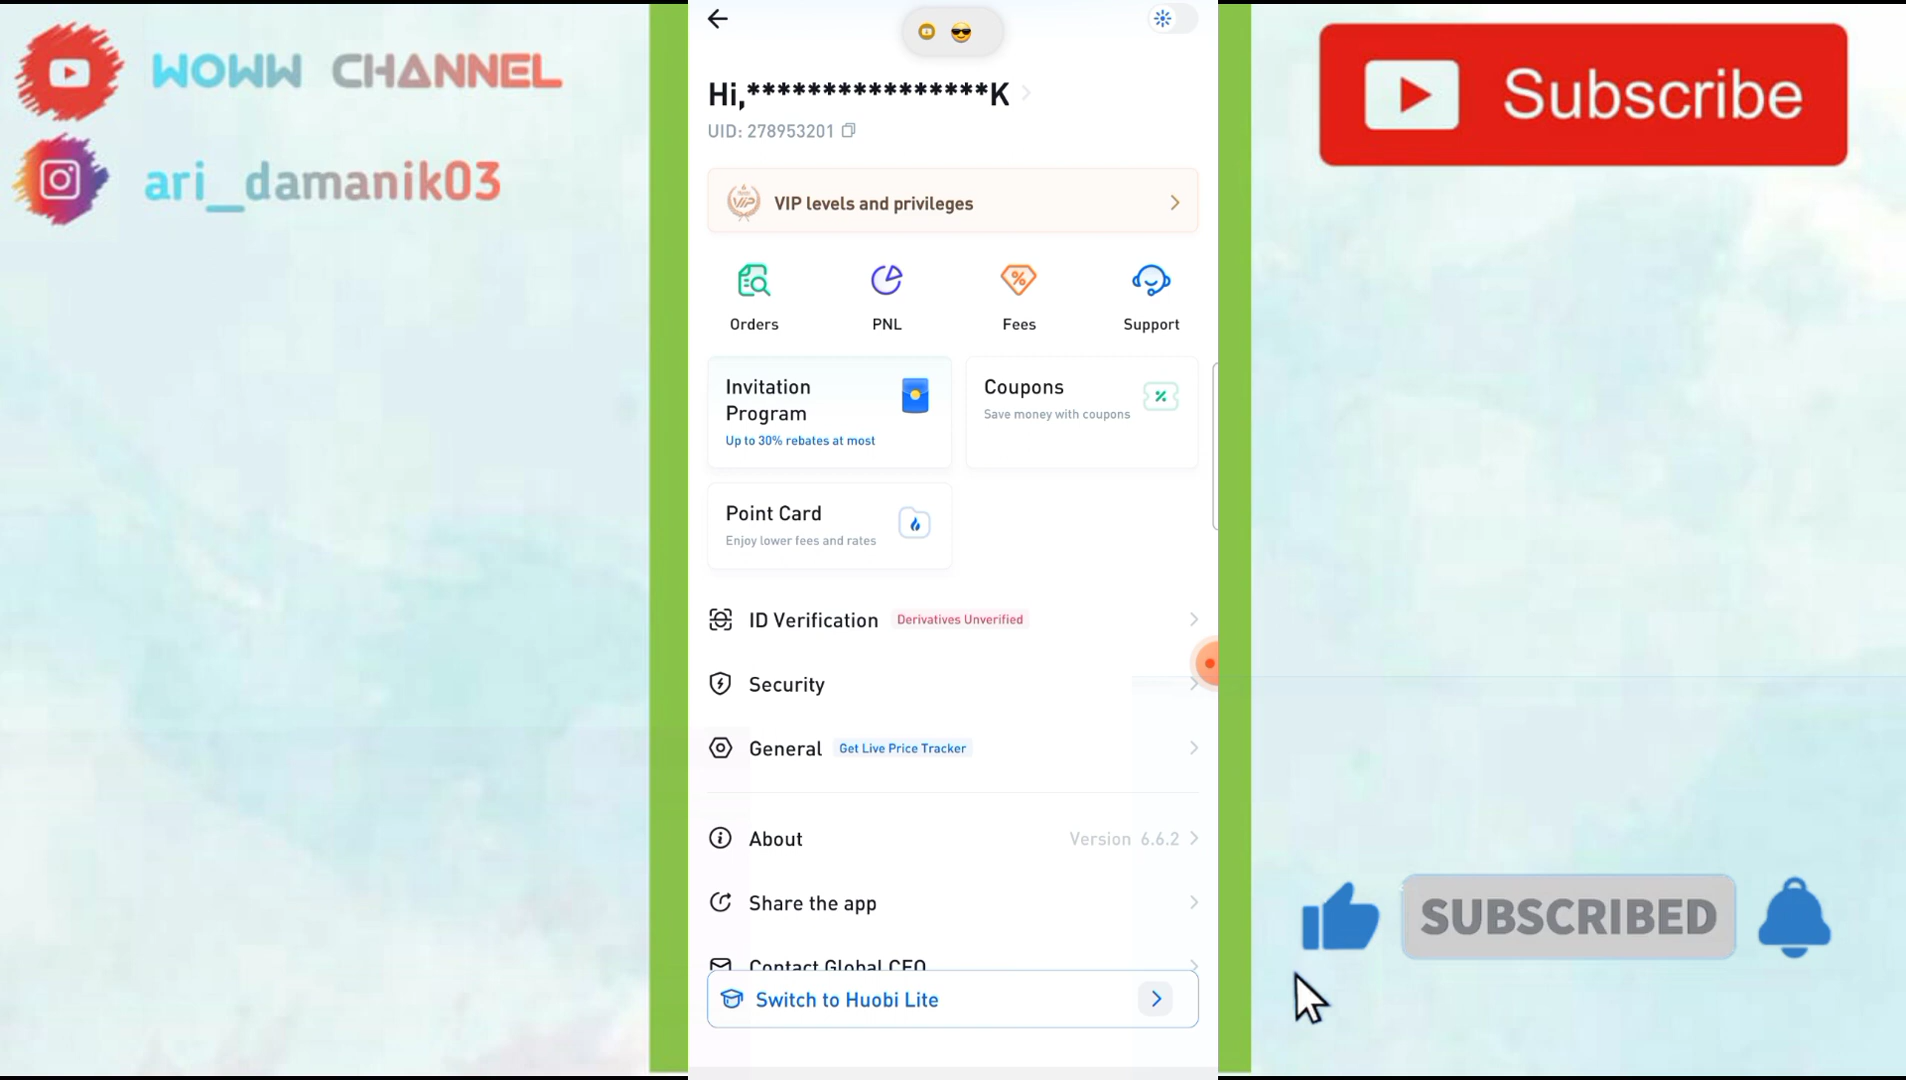 WOWW CHANNEL
ari_damanik03
Hi,****************K
UID: 278953201
VIP
VIP levels and privileges
Orders
PNL
Fees
Support
Invitation
Program
Up to 30% rebates at most
Coupons
Save money with coupons
Point Card
Enjoy lower fees and rates
ID Verification Derivatives Unverified
Security
General Get Live Price Tracker
About Version 6.6.2
Share the app
Contact Global CEO
Switch to Huobi Lite
Subscribe
SUBSCRIBED